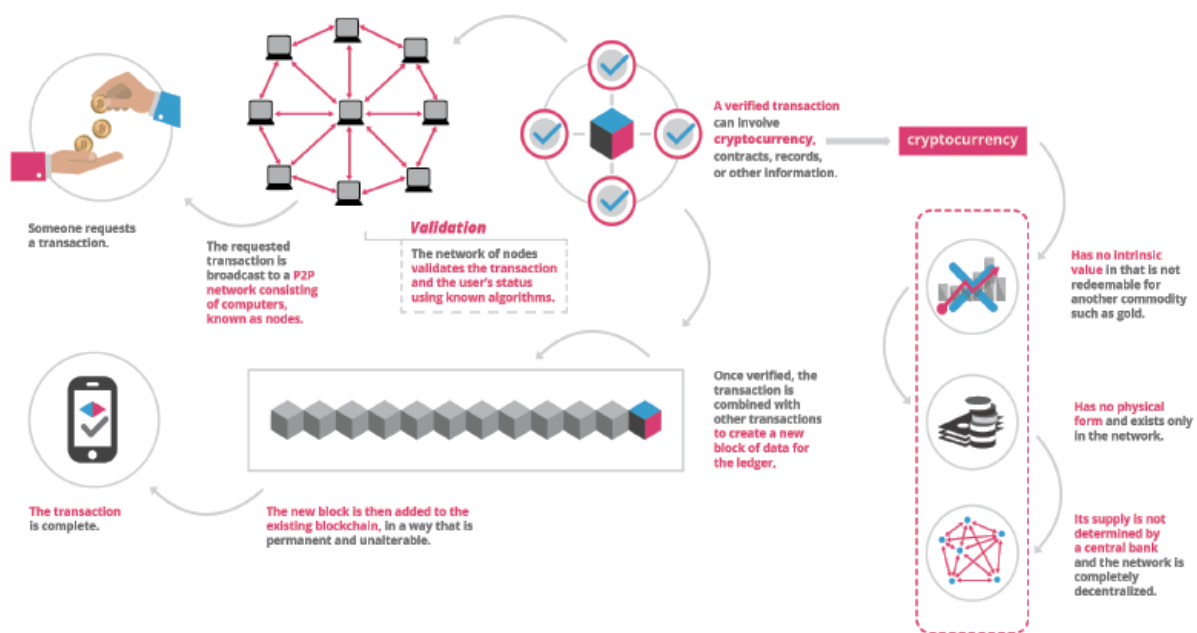 Someone requests
a transaction.
The requested
transaction is
broadcast to a P2P
network consisting
of computers,
known as nodes.
Validation
The network of nodes
validates the transaction
and the user's status
using known algorithms.
A verified transaction
can involve
cryptocurrency,
contracts, records,
or other information.
cryptocurrency
Has no intrinsic
value in that is not
redeemable for
another commodity
such as gold.
Has no physical
form and exists only
in the network.
Its supply is not
determined by
a central bank
and the network is
completely
decentralized.
Once verified, the
transaction is
combined with
other transactions
to create a new
block of data for
the ledger,
The new block is then added to the
existing blockchain, in a way that is
permanent and unalterable.
The transaction
is complete.